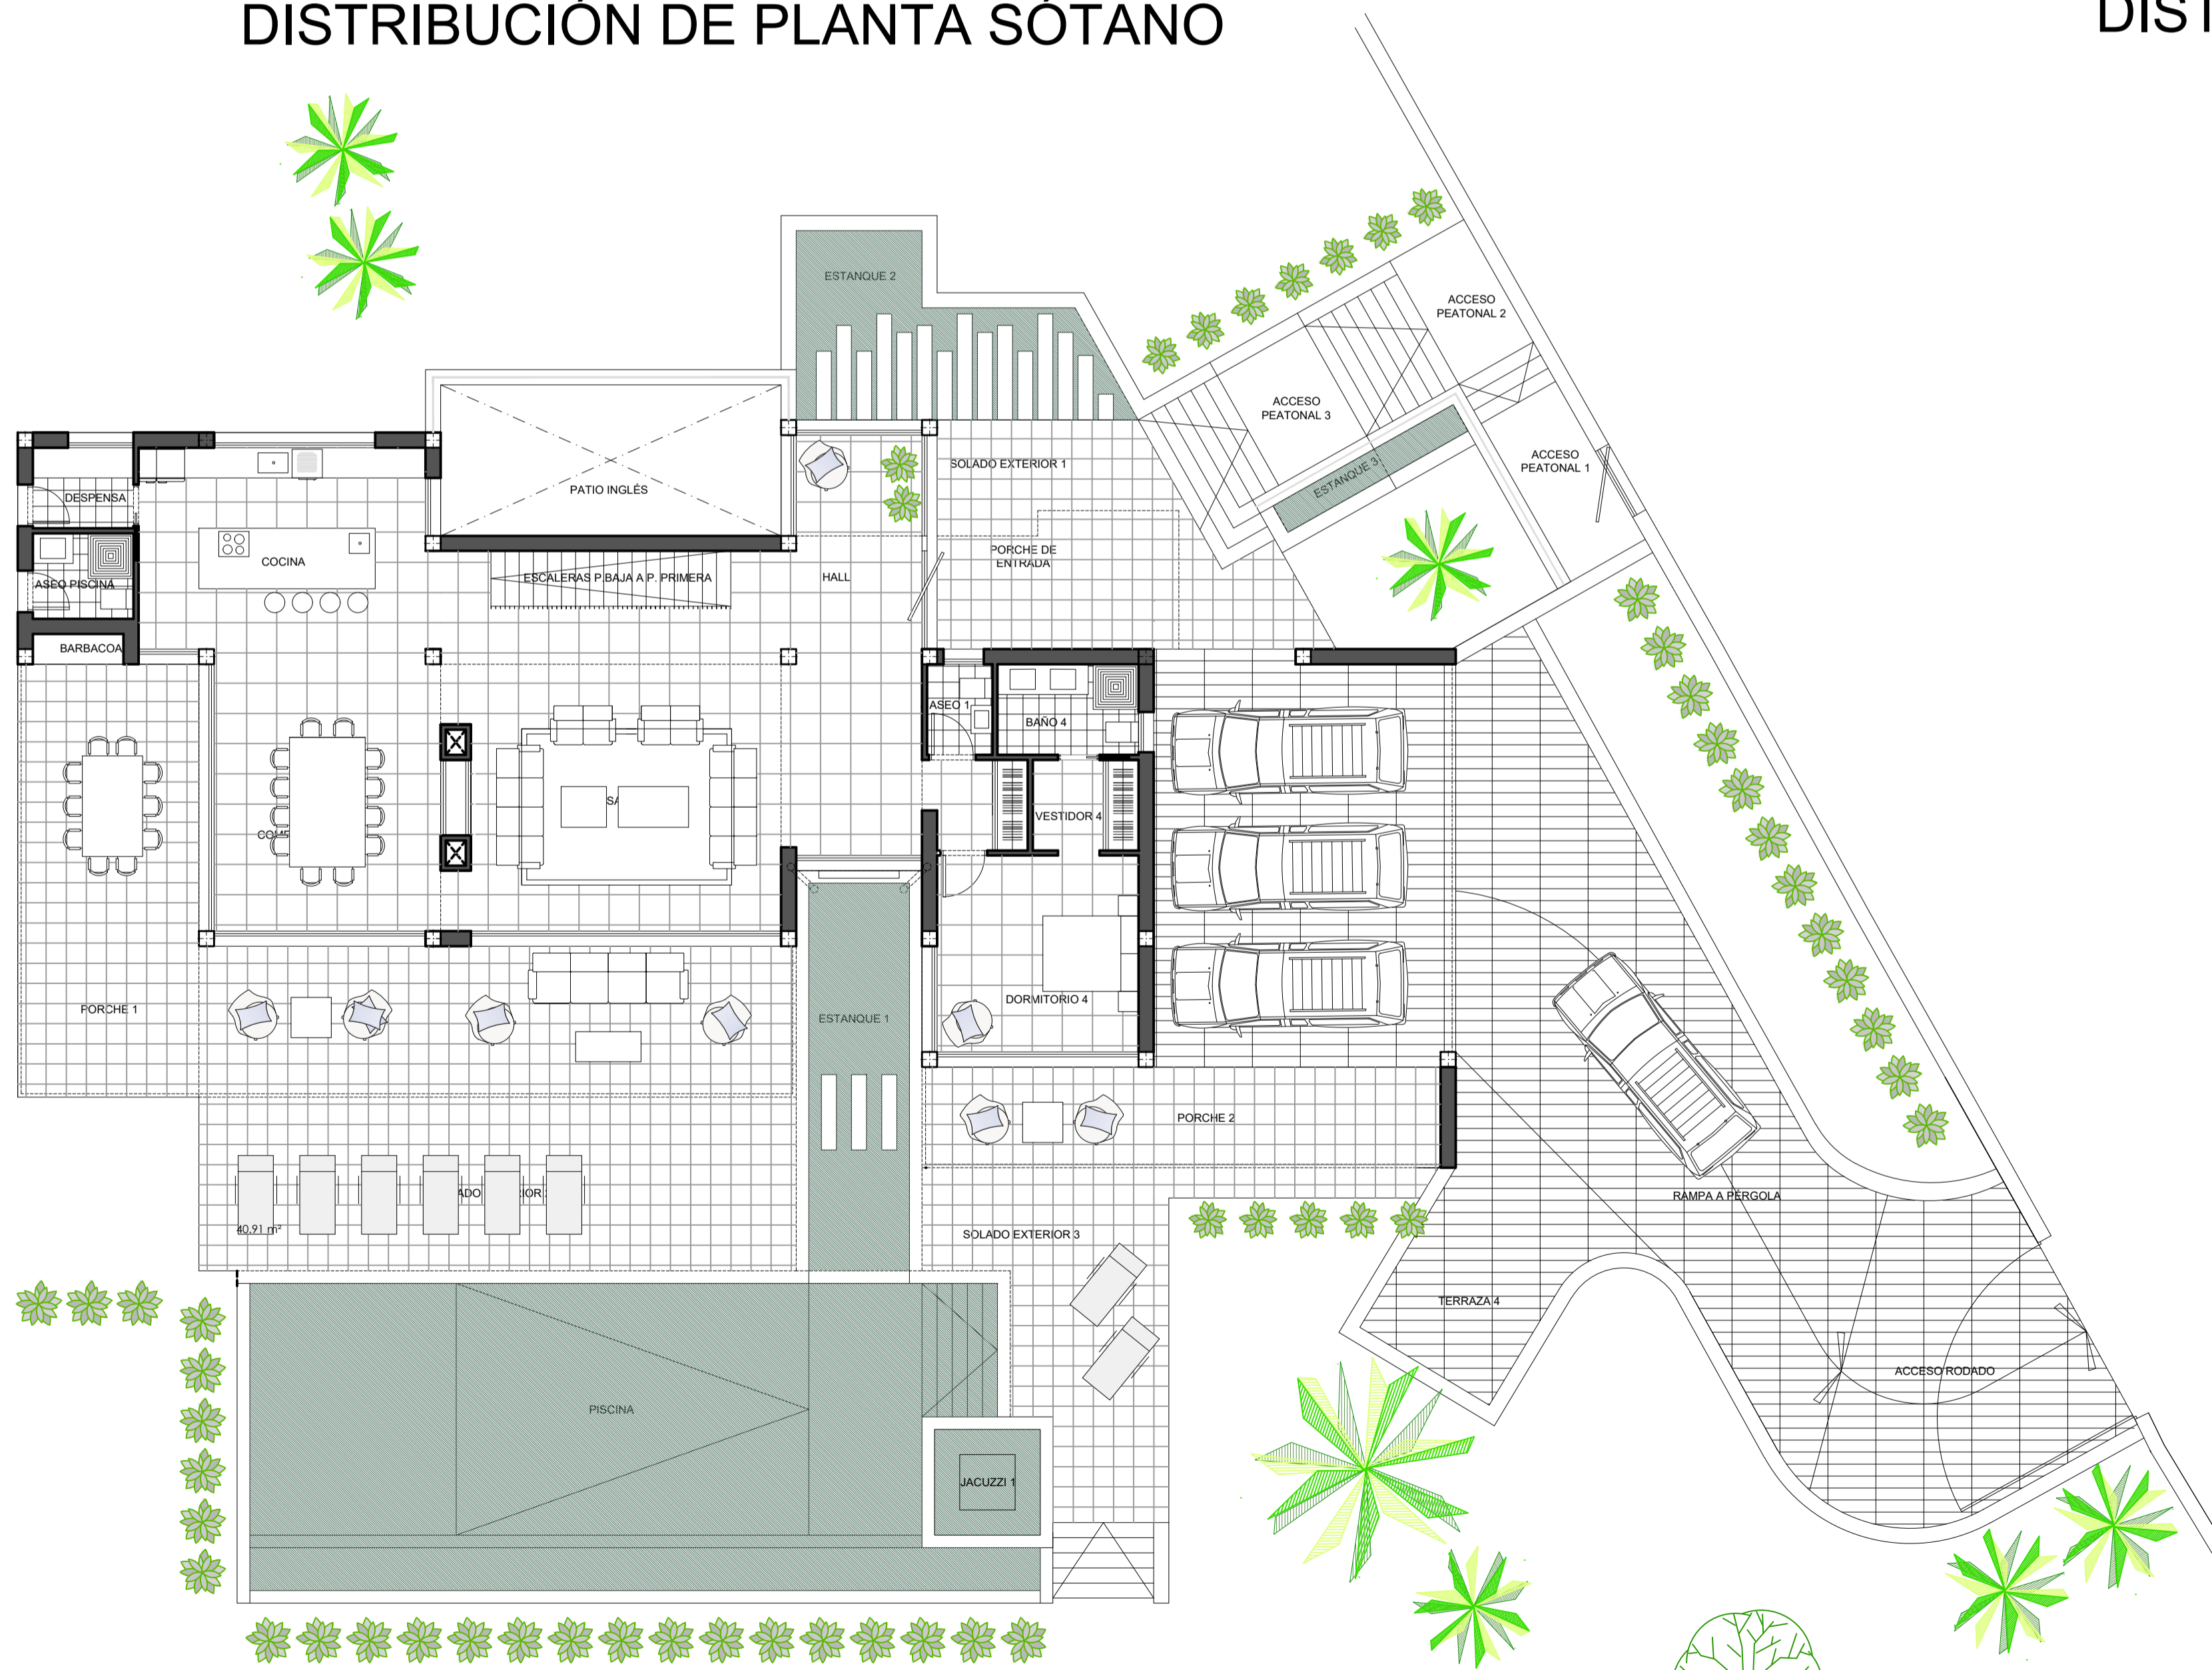 DISTRIBUCIÓN DE PLANTA SÓTANO
ESTANQUE 2
ACCESO
PEATONAL 2
ACCESO
PEATONAL 3
ACCESO
PEATONAL 1
ESTANQUE 3
SOLADO EXTERIOR 1
PATIO INGLÉS
DESPENSA
COCINA
PORCHE DE
ENTRADA
ESCALERAS P.BAJA A P. PRIMERA
HALL
ASEO PISCINA
BARBACOA
ASEO 1
BAÑO 4
VESTIDOR 4
DORMITORIO 4
PORCHE 1
ESTANQUE 1
PORCHE 2
RAMPA A PÉRGOLA
40,91 m²
SOLADO EXTERIOR 3
TERRAZA 4
ACCESO RODADO
PISCINA
JACUZZI 1